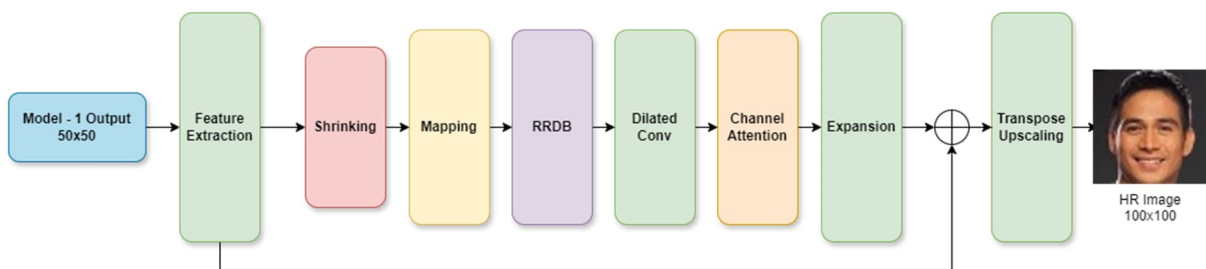 Model - 1 Output
50x50
Feature
Extraction
Shrinking
Mapping
RRDB
Dilated
Conv
Channel
Attention
Expansion
Transpose
Upscaling
HR Image
100x100